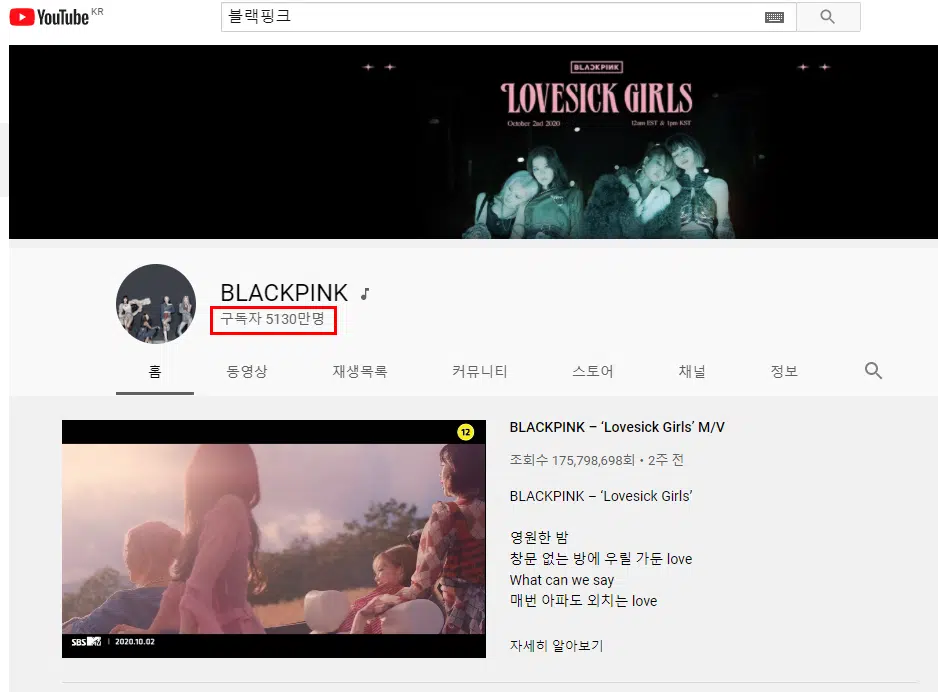 YouTube KR
블랙핑크
BLACKPINK
LOVESICK GIRLS
October 2nd 2020 12am EST & 1pm KST
BLACKPINK
구독자 5130만명
홈 동영상 재생목록 커뮤니티 스토어 채널 정보
12
SBS MTV | 2020.10.02
BLACKPINK – ‘Lovesick Girls’ M/V
조회수 175,798,698회 • 2주 전
BLACKPINK – ‘Lovesick Girls’
영원한 밤
창문 없는 방에 우릴 가둔 love
What can we say
매번 아파도 외치는 love
자세히 알아보기